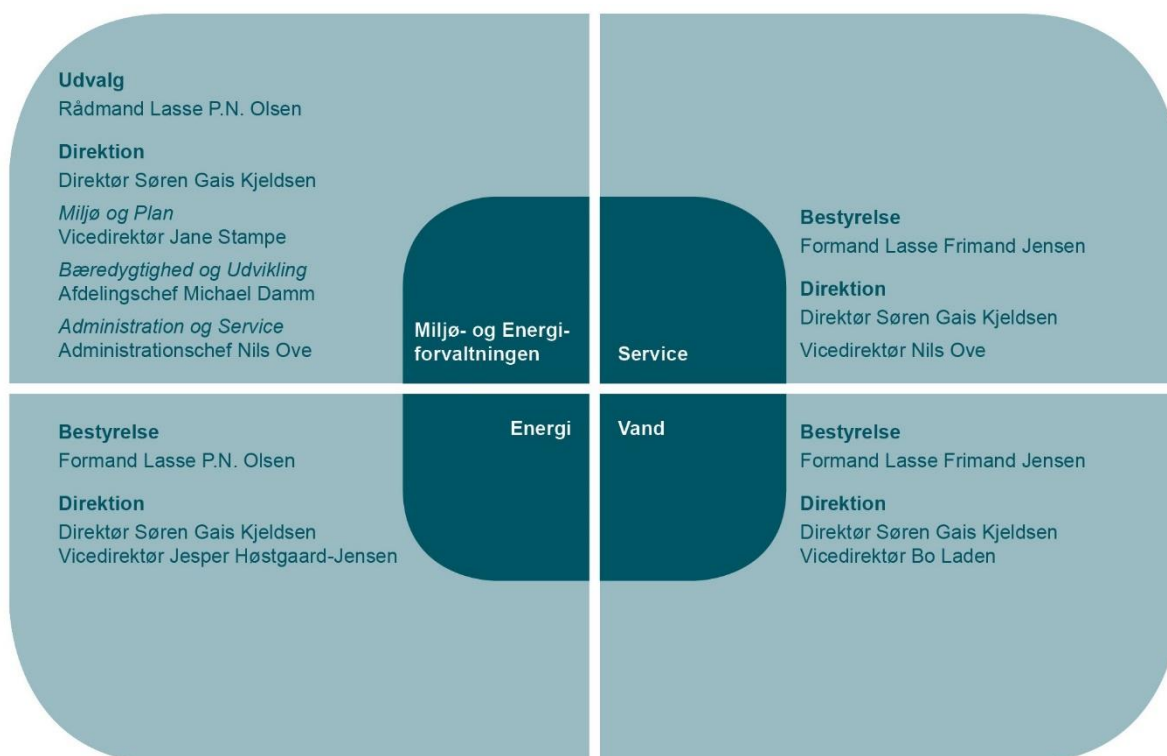 Udvalg
Rådmand Lasse P.N. Olsen
Direktion
Direktør Søren Gais Kjeldsen
Miljø og Plan
Vicedirektør Jane Stampe
Bæredygtighed og Udvikling
Afdelingschef Michael Damm
Administration og Service
Administrationschef Nils Ove
Miljø- og Energi-
forvaltningen
Service
Bestyrelse
Formand Lasse Frimand Jensen
Direktion
Direktør Søren Gais Kjeldsen
Vicedirektør Nils Ove
Bestyrelse
Formand Lasse P.N. Olsen
Direktion
Direktør Søren Gais Kjeldsen
Vicedirektør Jesper Høstgaard-Jensen
Energi
Vand
Bestyrelse
Formand Lasse Frimand Jensen
Direktion
Direktør Søren Gais Kjeldsen
Vicedirektør Bo Laden